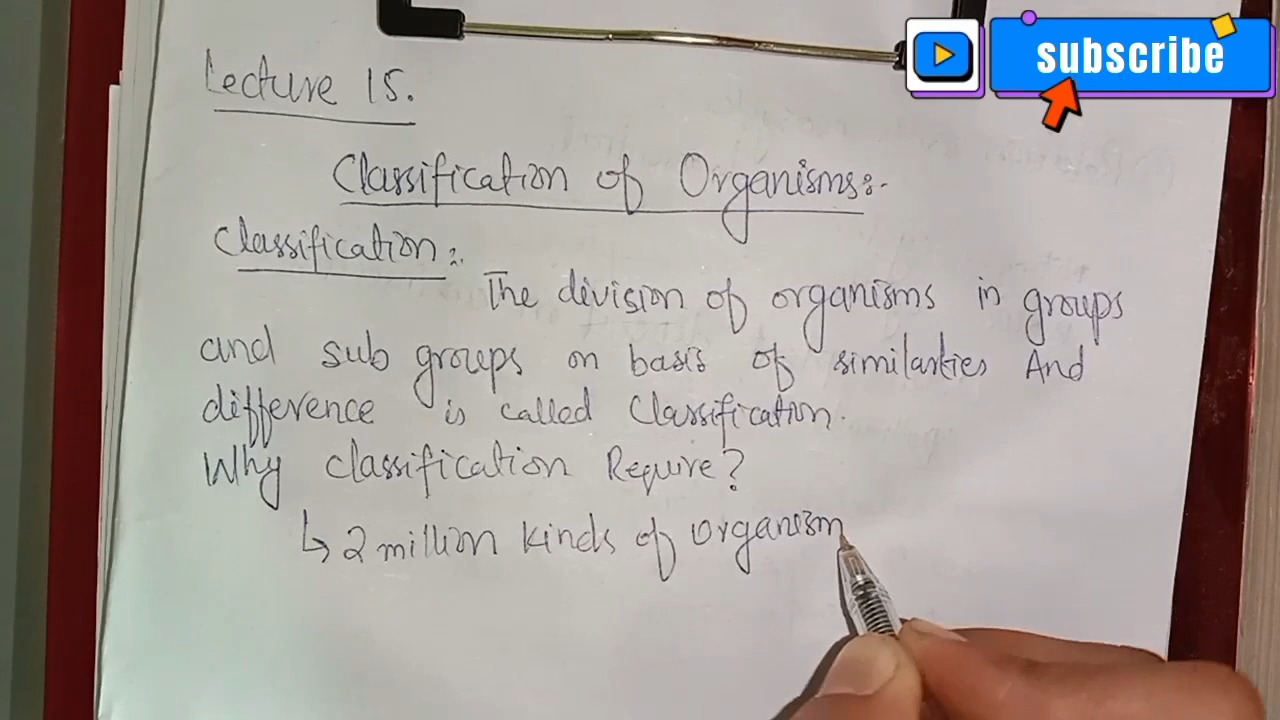 subscribe
Lecture 15.
Classification of Organisms:-
Classification:-
The division of organisms in groups
and sub groups on basis of similarties And
difference is called Classification.
Why classification Require?
↳ 2 million kinds of organism